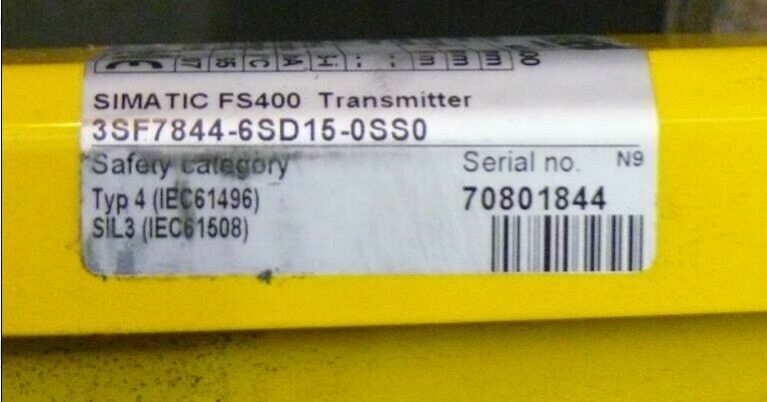 SIMATIC FS400 Transmitter
3SF7844-6SD15-0SS0
Safety category
Serial no. N9
Typ 4 (IEC61496)
70801844
SIL3 (IEC61508)